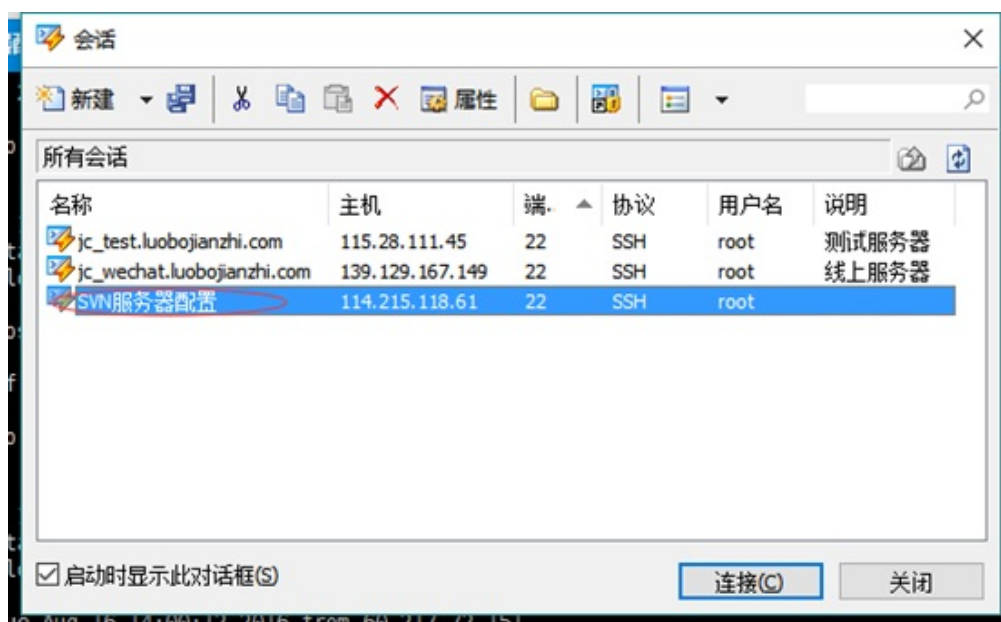 会话
新建 属性
所有会话
名称 主机 端. 协议 用户名 说明
jc_test.luobojianzhi.com 115.28.111.45 22 SSH root 测试服务器
jc_wechat.luobojianzhi.com 139.129.167.149 22 SSH root 线上服务器
SVN服务器配置 114.215.118.61 22 SSH root
启动时显示此对话框(S) 连接(C) 关闭